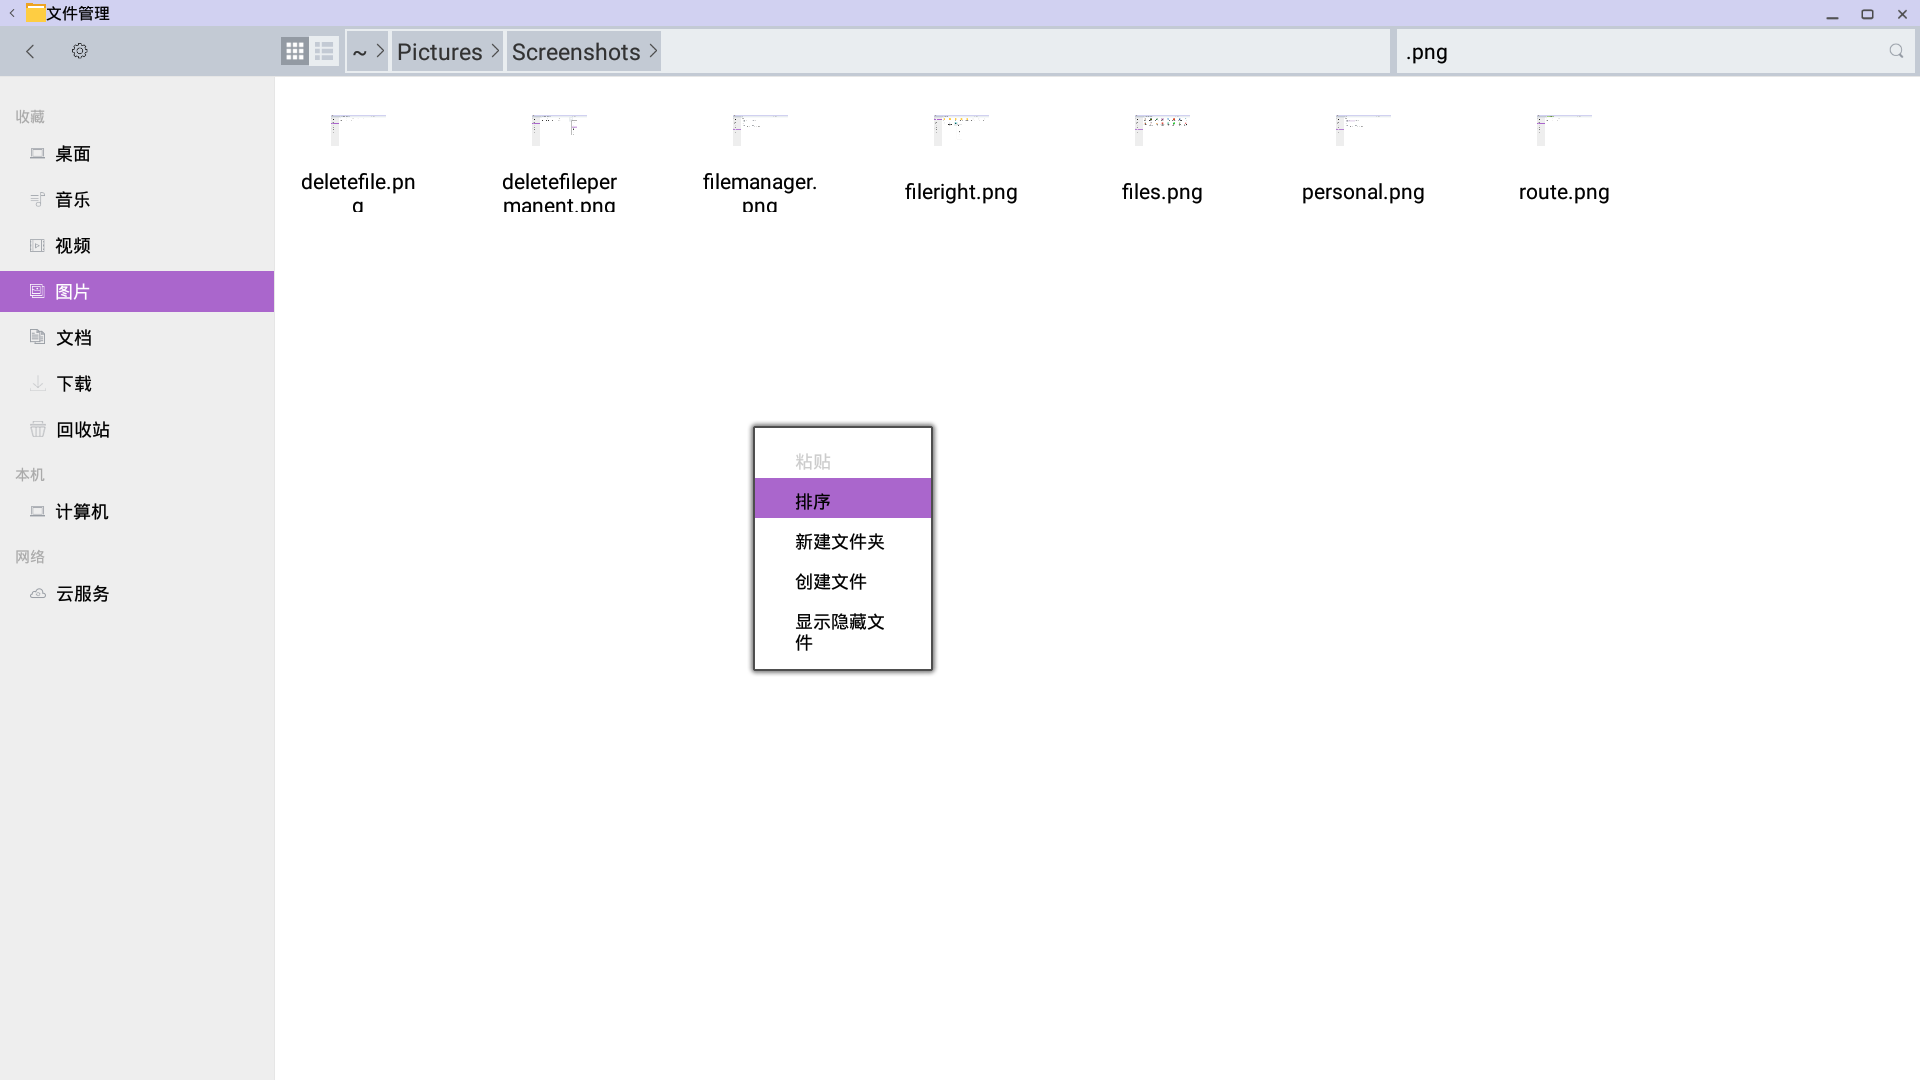 文件管理
~
Pictures
Screenshots
.png
收藏
桌面
音乐
视频
图片
文档
下载
回收站
本机
计算机
网络
云服务
deletefile.pn
g
deletefileper
manent.png
filemanager.
png
fileright.png
files.png
personal.png
route.png
粘贴
排序
新建文件夹
创建文件
显示隐藏文
件